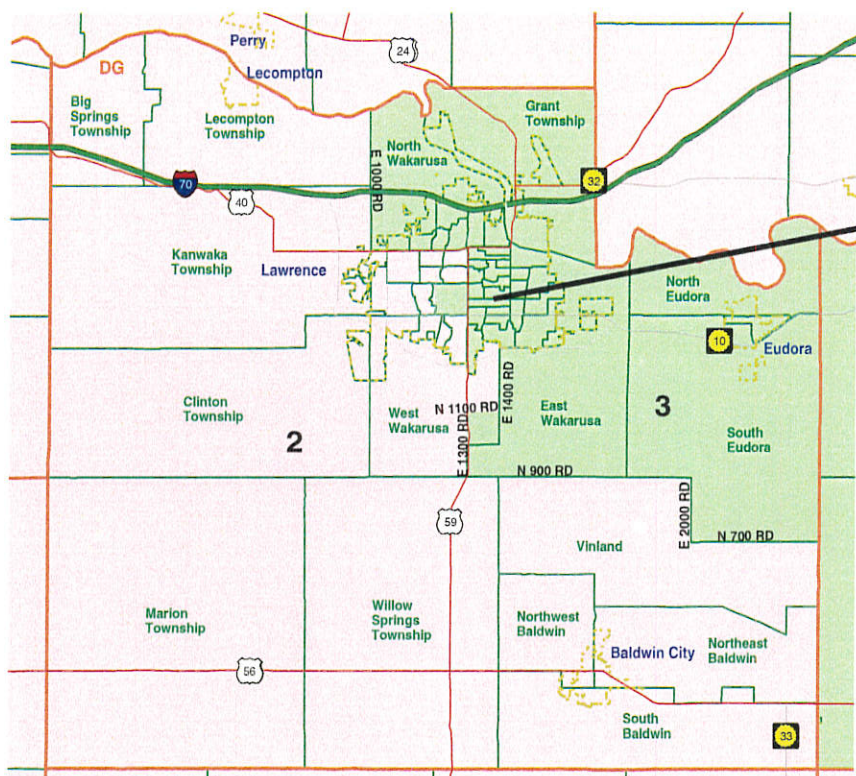 Perry
24
DG
Lecompton
Big
Springs
Township
Lecompton
Township
E 1000 RD
North
Wakarusa
Grant
Township
70
32
40
Kanwaka
Township
Lawrence
North
Eudora
10
Eudora
Clinton
Township
West
Wakarusa
N 1100 RD
E 1400 RD
East
Wakarusa
3
2
E 1300 RD
South
Eudora
N 900 RD
59
E 2000 RD
N 700 RD
Vinland
Marion
Township
Willow
Springs
Township
Northwest
Baldwin
Baldwin City
Northeast
Baldwin
56
South
Baldwin
33